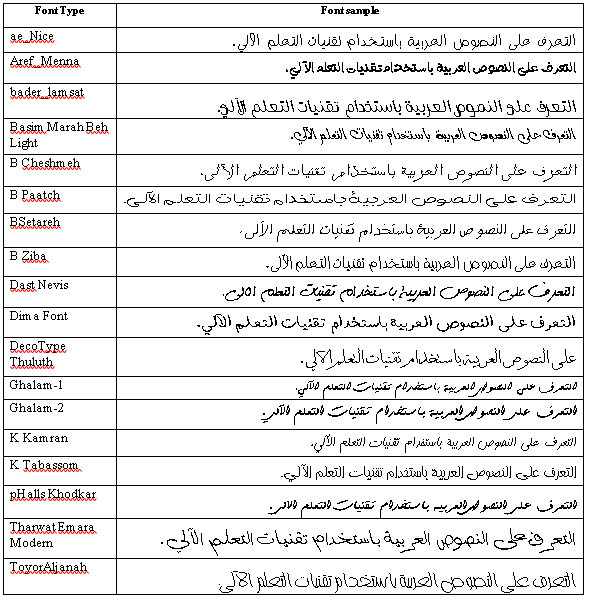 Font Type Font sample
ae_Nice التعرف على النصوص العربية باستخدام تقنيات التعلم الآلي.
Aref_Menna التعرف على النصوص العربية باستخدام تقنيات التعلم الآلي.
bader_lamsat التعرف على النصوص العربية باستخدام تقنيات التعلم الآلي.
Basim Marah Beh
Light التعرف على النصوص العربية باستخدام تقنيات التعلم الآلي.
B Cheshmeh التعرف على النصوص العربية باستخدام تقنيات التعلم الآلي.
B Paatch التعرف على النصوص العربية باستخدام تقنيات التعلم الآلي.
BSetareh التعرف على النصوص العربية باستخدام تقنيات التعلم الآلي.
B Ziba التعرف على النصوص العربية باستخدام تقنيات التعلم الآلي.
Dast Nevis التعرف على النصوص العربية باستخدام تقنيات التعلم الالى.
Dima Font التعرف على النصوص العربية باستخدام تقنيات التعلم الآلي.
DecoType
Thuluth على النصوص العربية باستخدام تقنيات التعلم الالي.
Ghalam-1 التعرف على النصوص العربية باستخدام تقنيات التعلم الآلي.
Ghalam-2 التعرف على النصوص العربية باستخدام تقنيات التعلم الآلي.
K Kamran التعرف على النصوص العربية باستخدام تقنيات التعلم الآلي.
K Tabassom التعرف على النصوص العربية باستخدام تقنيات التعلم الآلي.
pHalls Khodkar التعرف على النصوص العربية باستخدام تقنيات التعلم الالي.
Tharwat Emara
Modern التعرف على النصوص العربية باستخدام تقنيات التعلم الآلي.
ToyorAljanah التعرف على النصوص العربية باستخدام تقنيات التعلم الآلي.